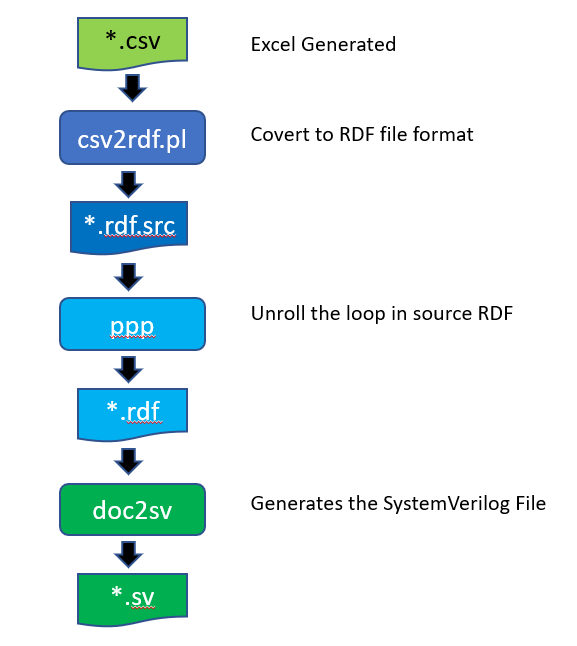 *.csv
Excel Generated
csv2rdf.pl
Covert to RDF file format
*.rdf.src
ppp
Unroll the loop in source RDF
*.rdf
doc2sv
Generates the SystemVerilog File
*.sv